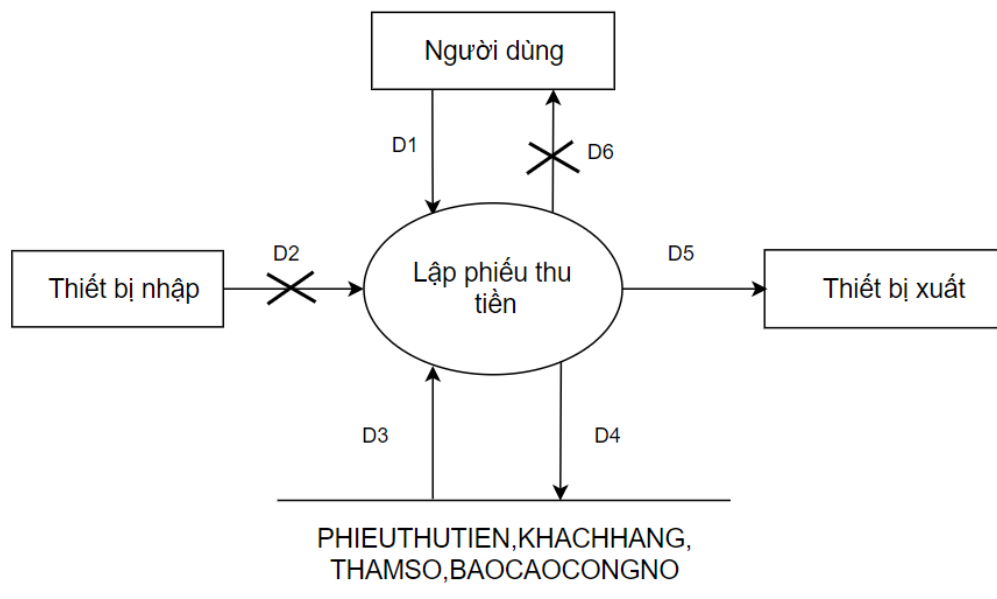 Người dùng
D1
D6
D2
Thiết bị nhập
Lập phiếu thu
tiền
D5
Thiết bị xuất
D3
D4
PHIEUTHUTIEN,KHACHHANG,
THAMSO,BAOCAOCONGNO